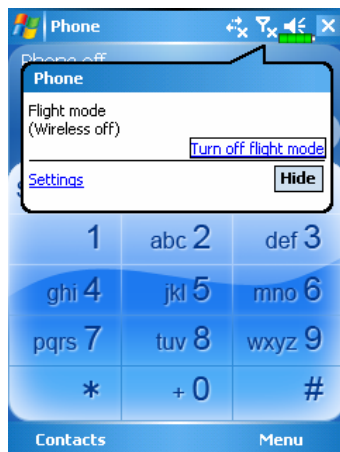 Phone
Phone off
Phone
Flight mode
(Wireless off)
Turn off flight mode
Settings
Hide
1 abc 2 def 3
ghi 4 jkl 5 mno 6
pqrs 7 tuv 8 wxyz 9
* + 0 #
Contacts Menu